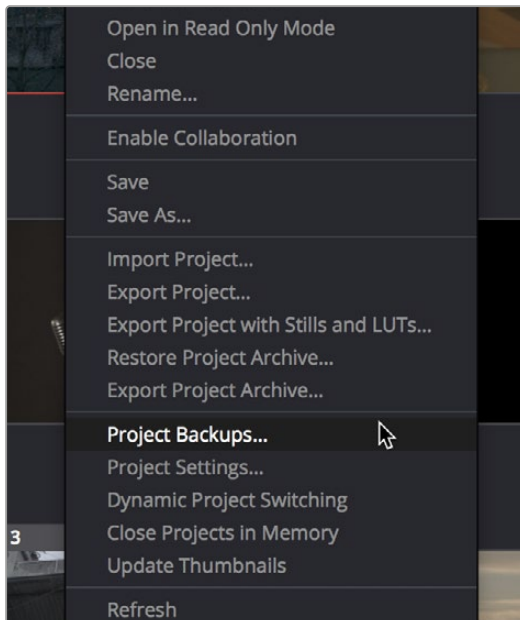 Open in Read Only Mode
Close
Rename...
Enable Collaboration
Save
Save As...
Import Project...
Export Project...
Export Project with Stills and LUTs...
Restore Project Archive...
Export Project Archive...
Project Backups...
Project Settings...
Dynamic Project Switching
3
Close Projects in Memory
Update Thumbnails
Refresh